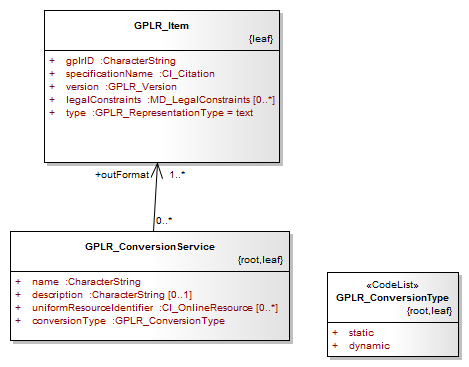 GPLR_Item
{leaf}
+ gplrID :CharacterString
+ specificationName :CI_Citation
+ version :GPLR_Version
+ legalConstraints :MD_LegalConstraints [0..*]
+ type :GPLR_RepresentationType = text
+outFormat 1..*
0..*
GPLR_ConversionService
{root,leaf}
+ name :CharacterString
+ description :CharacterString [0..1]
+ uniformResourceIdentifier :CI_OnlineResource [0..*]
+ conversionType :GPLR_ConversionType
«CodeList»
GPLR_ConversionType
{root,leaf}
+ static
+ dynamic